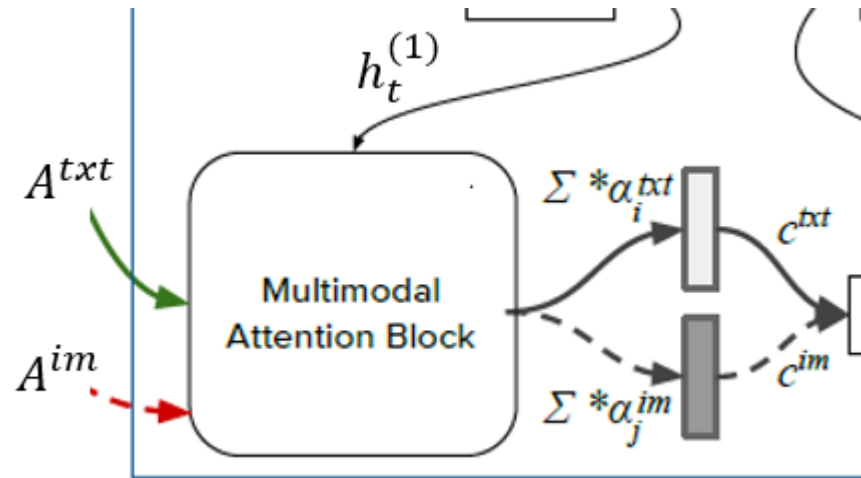 h_t^{(1)}
A^{txt}
Σ *α_i^{txt}
c^{txt}
Multimodal
Attention Block
A^{im}
c^{im}
Σ *α_j^{im}